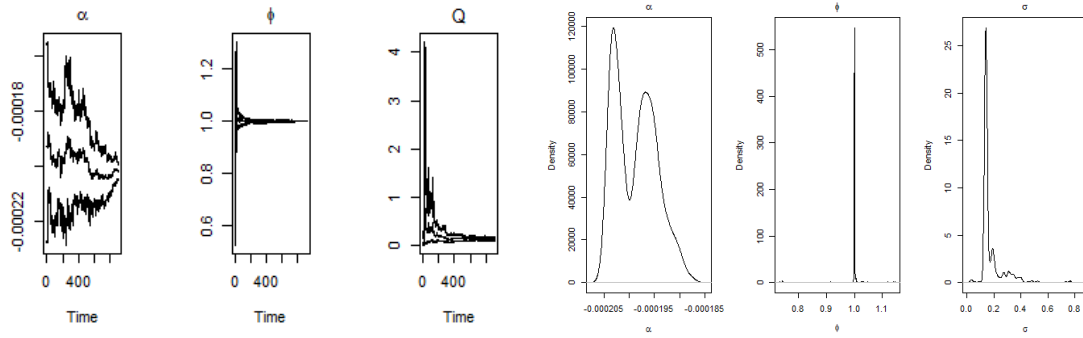 α
-0.00018
-0.00022
0 400
Time
ϕ
1.2
1.0
0.8
0.6
0 400
Time
Q
4
3
2
1
0
0 400
Time
α
Density
120000
100000
80000
60000
40000
20000
0
-0.000205 -0.000195 -0.000185
α
ϕ
Density
500
400
300
200
100
0
0.8 0.9 1.0 1.1
ϕ
σ
Density
25
20
15
10
5
0
0.0 0.2 0.4 0.6 0.8
σ